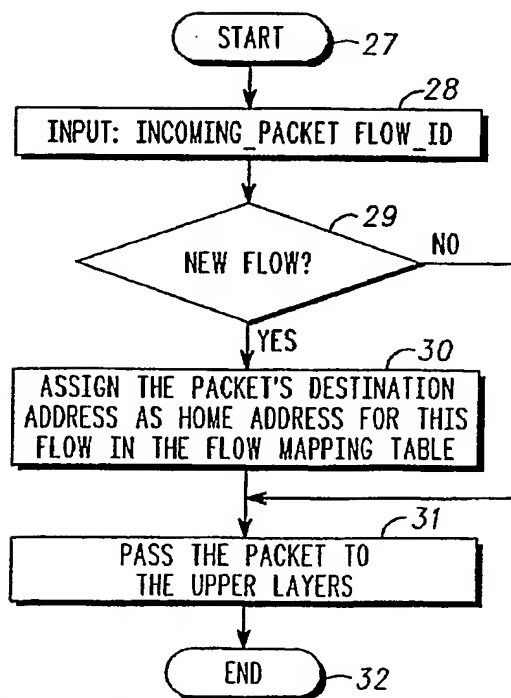 START
27
28
INPUT: INCOMING_PACKET FLOW_ID
29
NEW FLOW?
NO
YES
30
ASSIGN THE PACKET'S DESTINATION
ADDRESS AS HOME ADDRESS FOR THIS
FLOW IN THE FLOW MAPPING TABLE
31
PASS THE PACKET TO
THE UPPER LAYERS
END
32